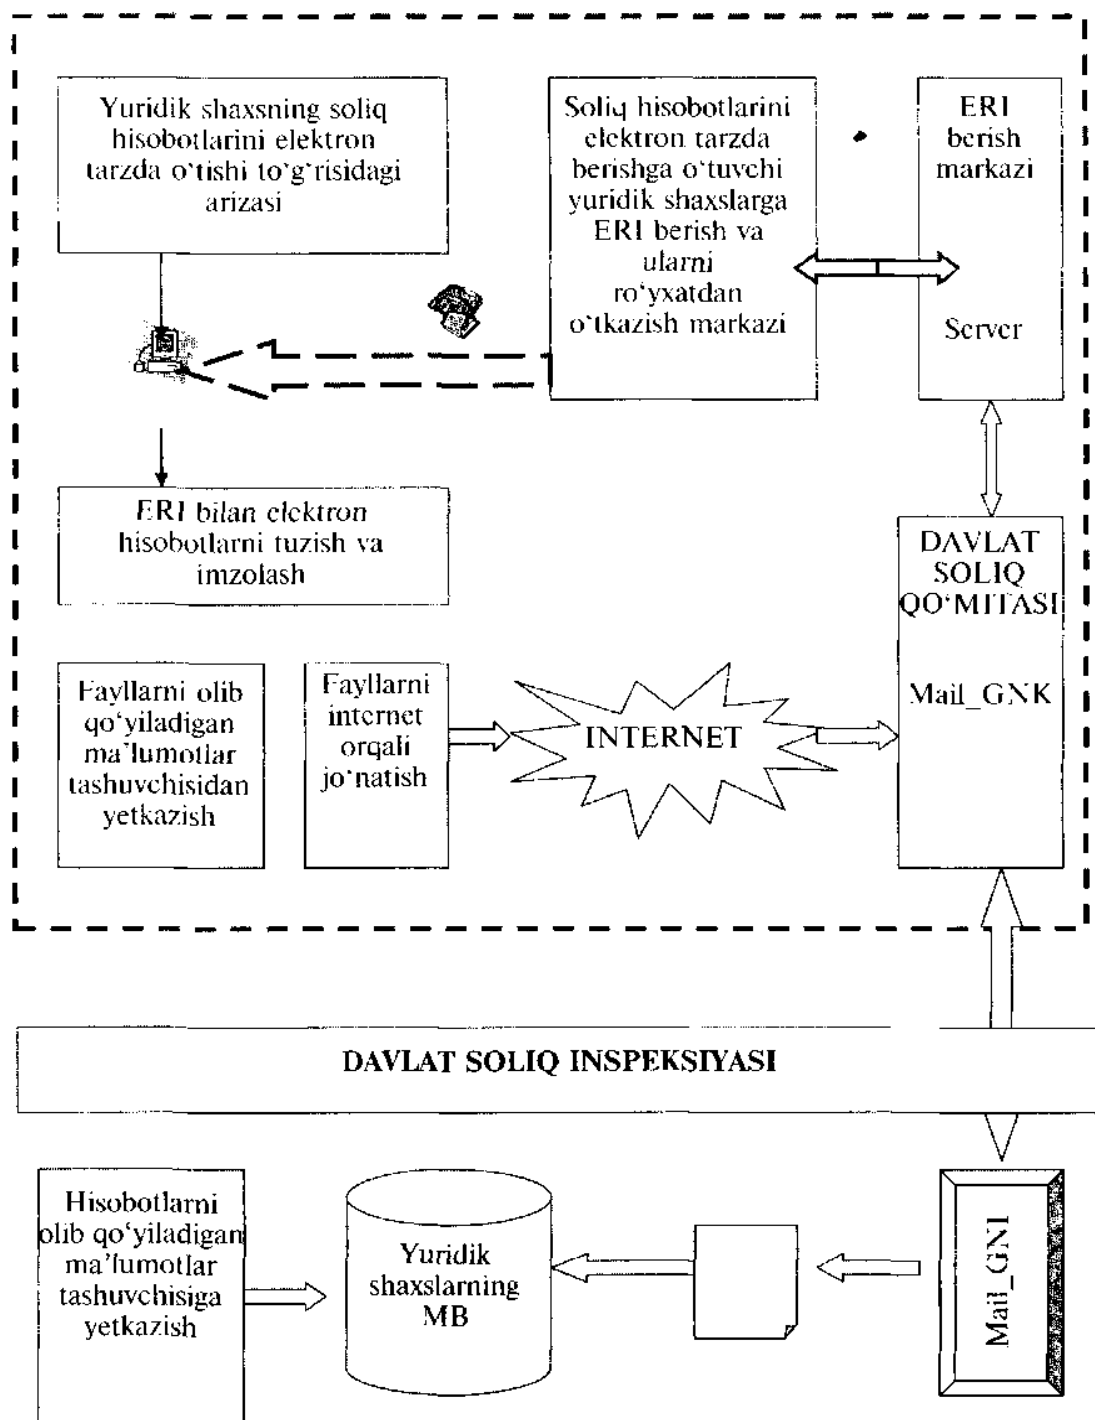 Yuridik shaxsning soliq
hisobotlarini elektron
tarzda o‘tishi to‘g‘risidagi
arizasi
Soliq hisobotlarini
elektron tarzda
berishga o‘tuvchi
yuridik shaxslarga
ERI berish va
ularni
ro‘yxatdan
o‘tkazish markazi
ERI
berish
markazi
Server
ERI bilan elektron
hisobotlarni tuzish va
imzolash
DAVLAT
SOLIQ
QO‘MITASI
Mail_GNK
Fayllarni olib
qo‘yiladigan
ma’lumotlar
tashuvchisidan
yetkazish
Fayllarni
internet
orqali
jo‘natish
INTERNET
DAVLAT SOLIQ INSPEKSIYASI
Hisobotlarni
olib qo‘yiladigan
ma’lumotlar
tashuvchisiga
yetkazish
Yuridik
shaxslarning
MB
Mail_GNI